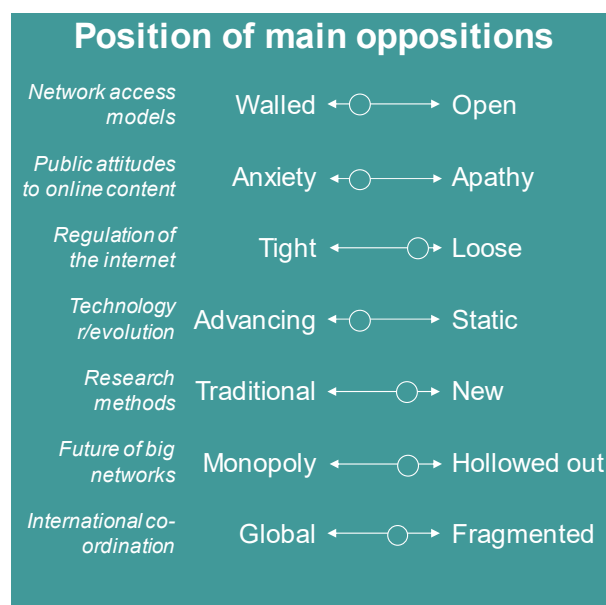 Position of main oppositions
Network access
models
Walled Open
Public attitudes
to online content
Anxiety Apathy
Regulation of
the internet
Tight Loose
Technology
r/evolution
Advancing Static
Research
methods
Traditional New
Future of big
networks
Monopoly Hollowed out
International co-
ordination
Global Fragmented